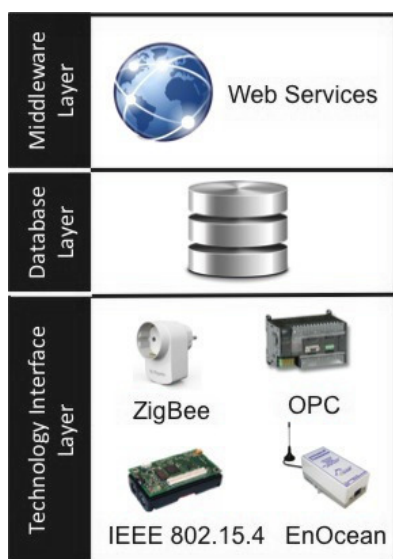 Middleware
Layer
Web Services
Database
Layer
Technology Interface
Layer
ZigBee
OPC
IEEE 802.15.4
EnOcean